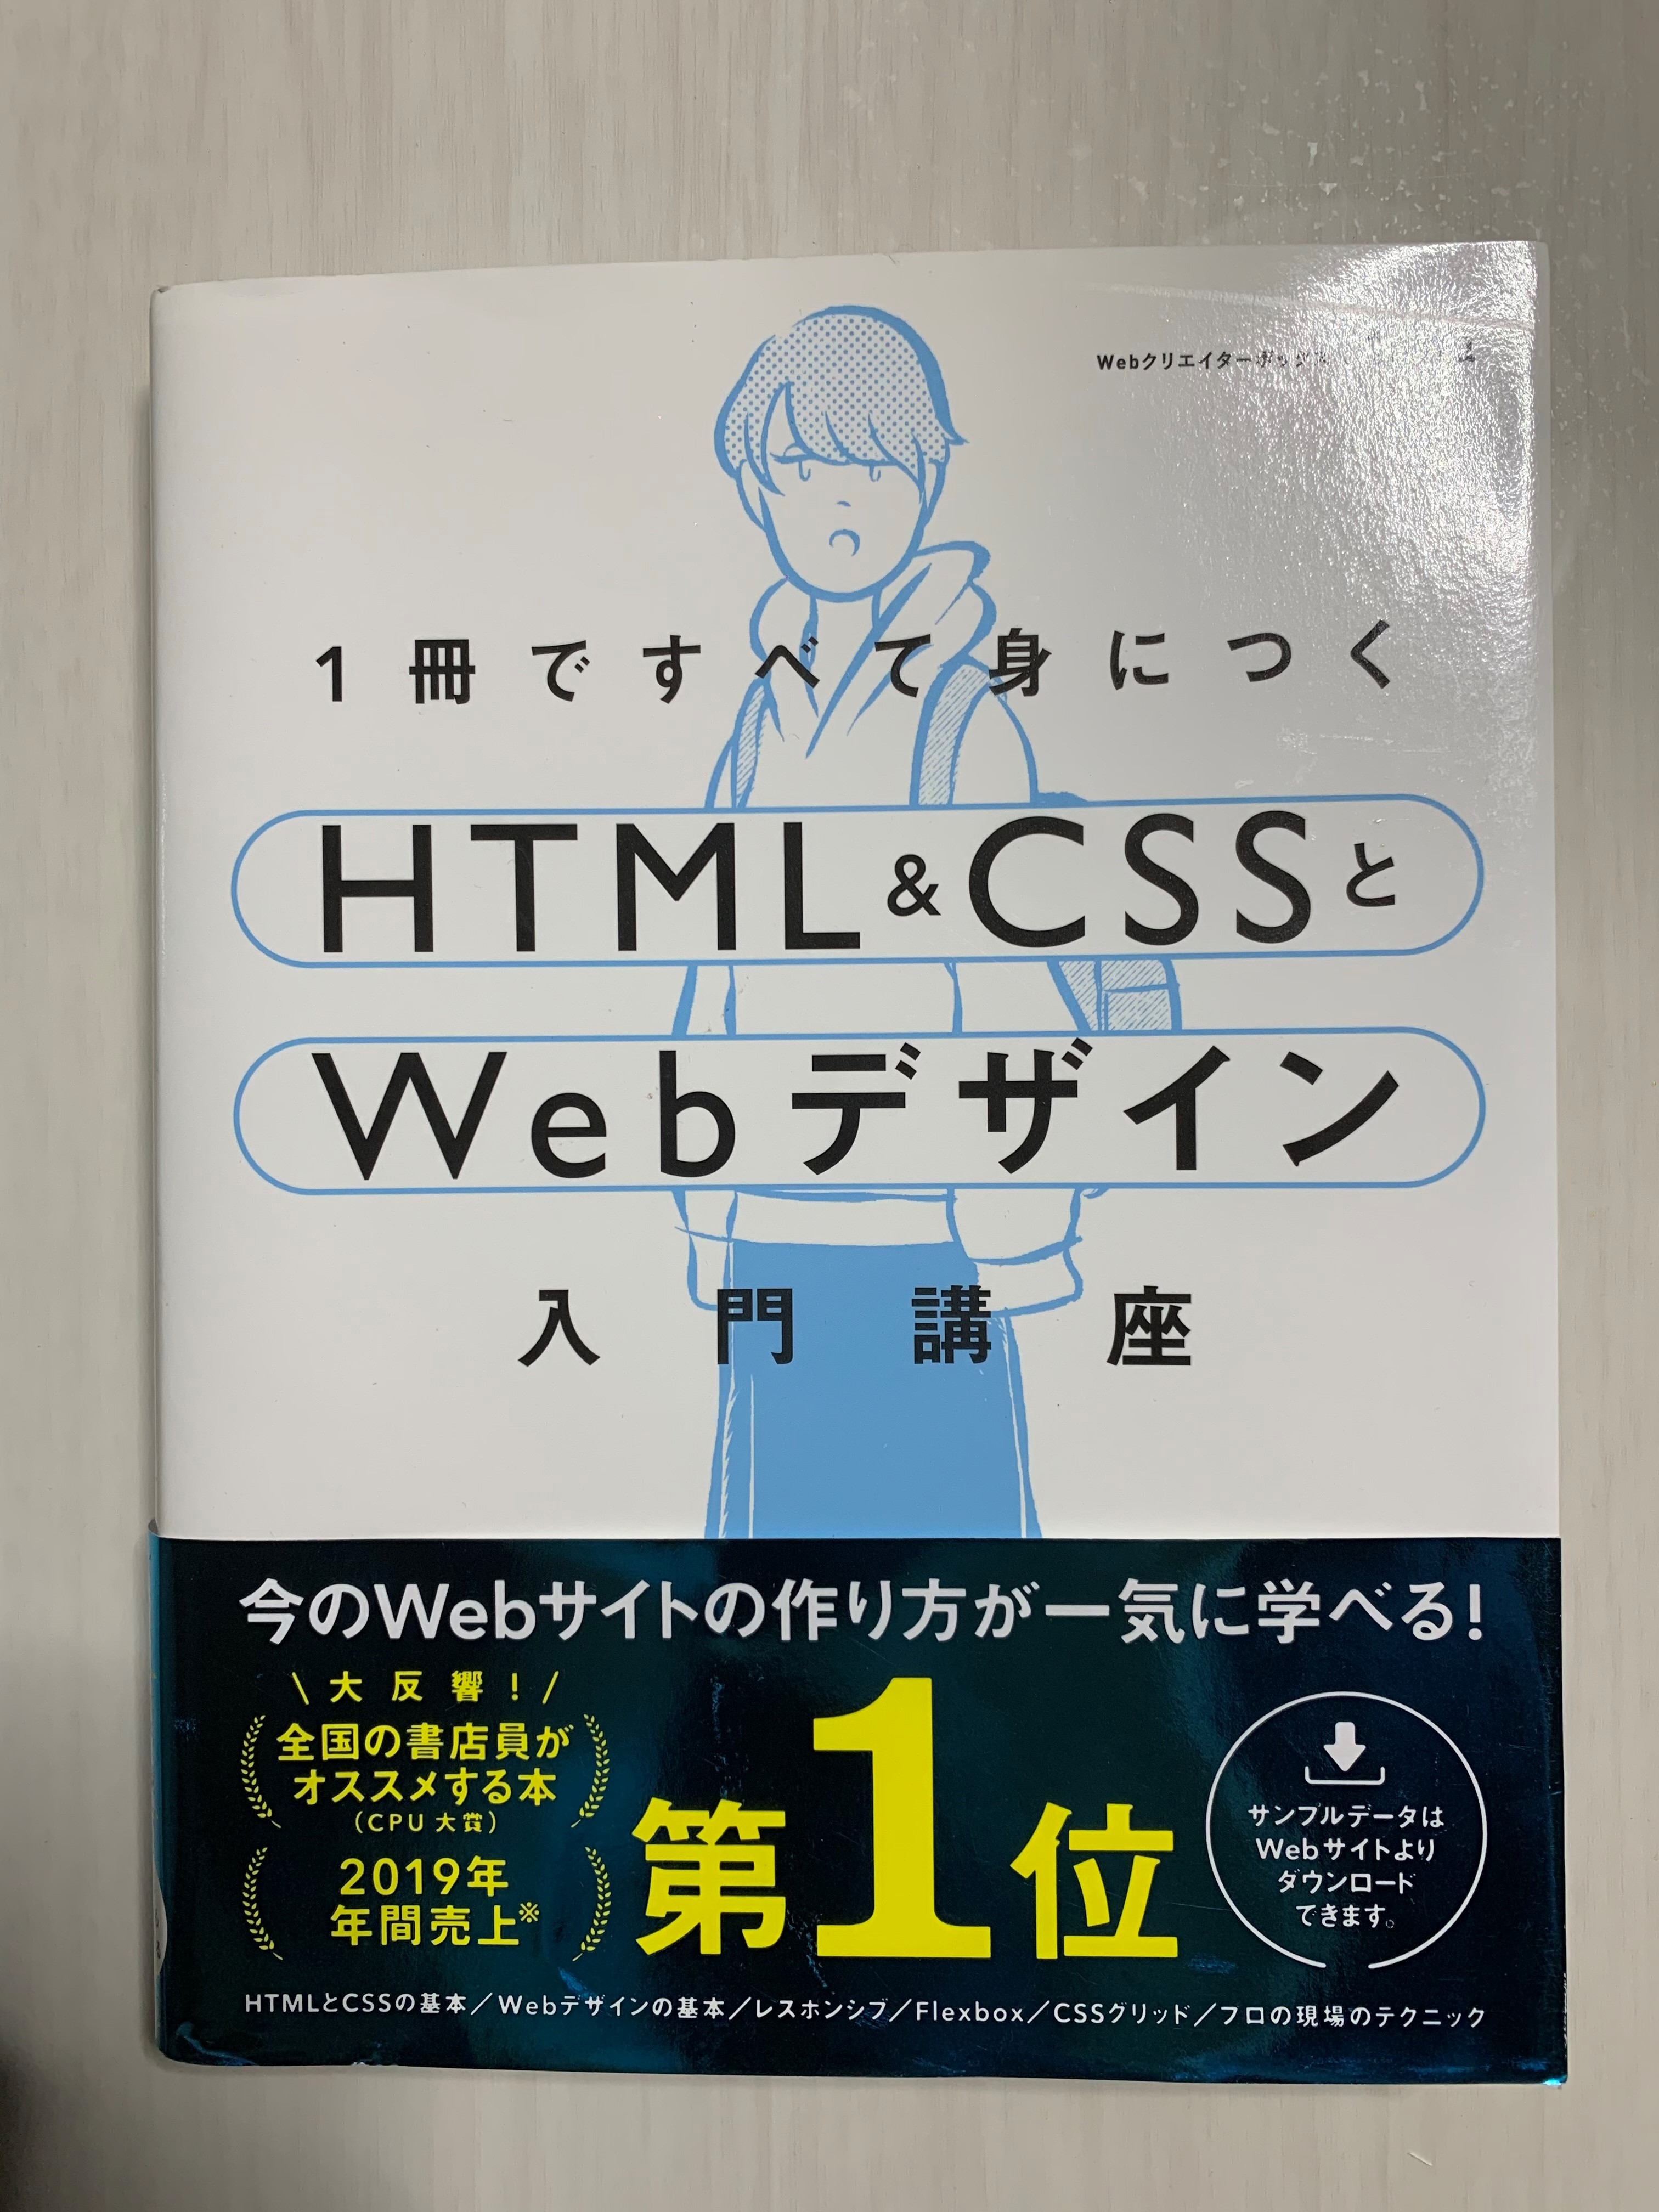 Webクリエイターボックス
1冊ですべて身につく
HTML&CSSと
Webデザイン
入門講座
今のWebサイトの作り方が一気に学べる!
\大反響!/
全国の書店員が
オススメする本
(CPU大賞)
2019年
年間売上※
第1位
サンプルデータは
Webサイトより
ダウンロード
できます。
HTMLとCSSの基本/Webデザインの基本/レスポンシブ/Flexbox/CSSグリッド/プロの現場のテクニック